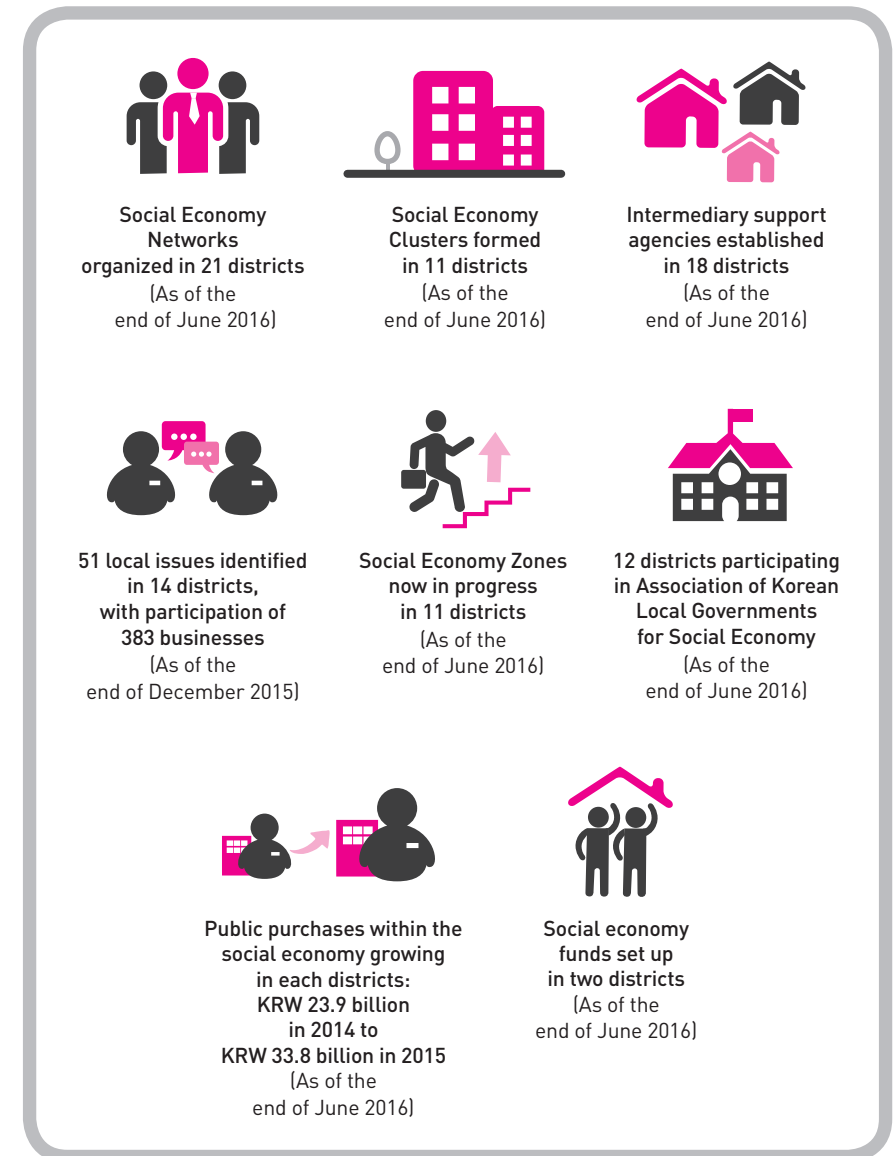 Social Economy
Networks
organized in 21 districts
(As of the
end of June 2016)
Social Economy
Clusters formed
in 11 districts
(As of the
end of June 2016)
Intermediary support
agencies established
in 18 districts
(As of the
end of June 2016)
51 local issues identified
in 14 districts,
with participation of
383 businesses
(As of the
end of December 2015)
Social Economy Zones
now in progress
in 11 districts
(As of the
end of June 2016)
12 districts participating
in Association of Korean
Local Governments
for Social Economy
(As of the
end of June 2016)
Public purchases within the
social economy growing
in each districts:
KRW 23.9 billion
in 2014 to
KRW 33.8 billion in 2015
(As of the
end of June 2016)
Social economy
funds set up
in two districts
(As of the
end of June 2016)